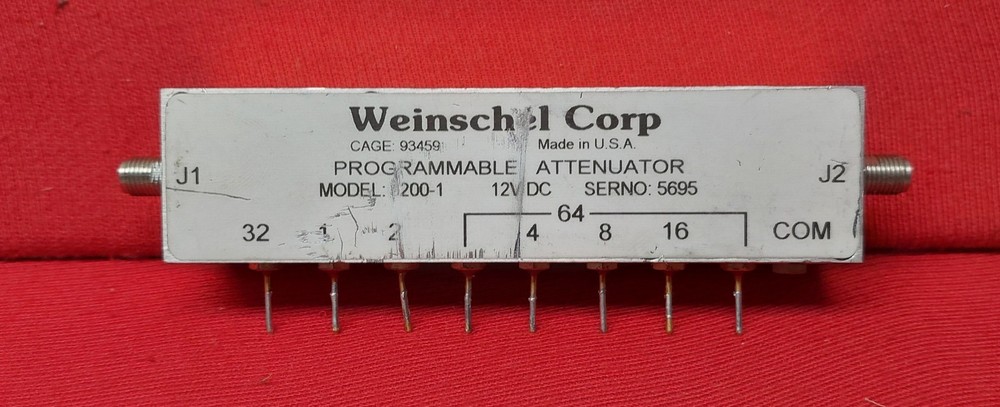 Weinschel Corp
CAGE: 93459 Made in U.S.A.
PROGRAMMABLE ATTENUATOR
J1 J2
MODEL: 200-1 12V DC SERNO: 5695
64
32 1 2 4 8 16 COM